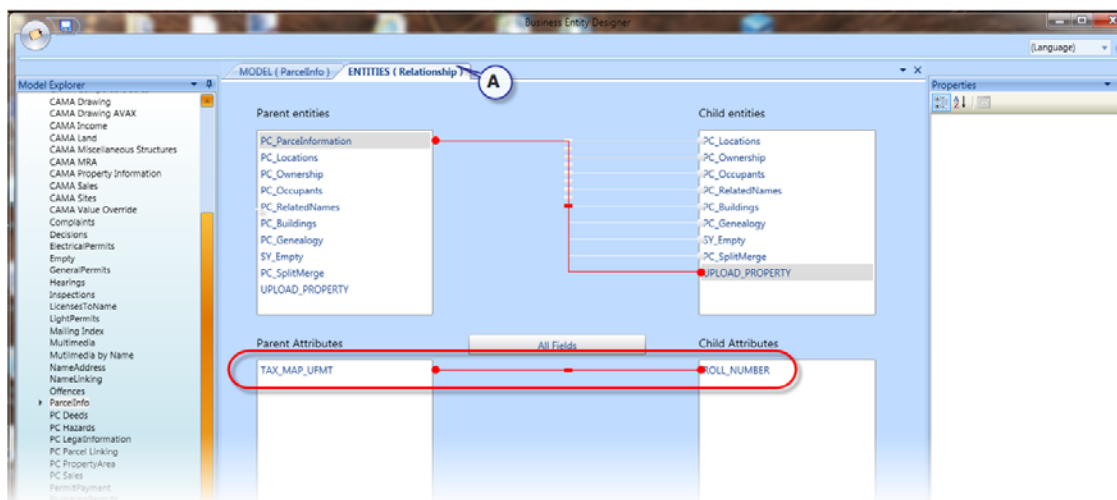 Business Entity Designer
(Language)
MODEL ( ParcelInfo )
ENTITIES ( Relationship )
A
Model Explorer
CAMA Drawing
CAMA Drawing AVAX
CAMA Income
CAMA Land
CAMA Miscellaneous Structures
CAMA MRA
CAMA Property Information
CAMA Sales
CAMA Sites
CAMA Value Override
Complaints
Decisions
ElectricalPermits
Empty
GeneralPermits
Hearings
Inspections
LicensesToName
LightPermits
Mailing Index
Multimedia
Mutlimedia by Name
NameAddress
NameLinking
Offences
ParcelInfo
PC Deeds
PC Hazards
PC LegalInformation
PC Parcel Linking
PC PropertyArea
PC Sales
PermitPayment
Parent entities
PC_ParcelInformation
PC_Locations
PC_Ownership
PC_Occupants
PC_RelatedNames
PC_Buildings
PC_Genealogy
SY_Empty
PC_SplitMerge
UPLOAD_PROPERTY
Child entities
PC_Locations
PC_Ownership
PC_Occupants
PC_RelatedNames
PC_Buildings
PC_Genealogy
SY_Empty
PC_SplitMerge
UPLOAD_PROPERTY
Parent Attributes
All Fields
Child Attributes
TAX_MAP_UFMT
ROLL_NUMBER
Properties